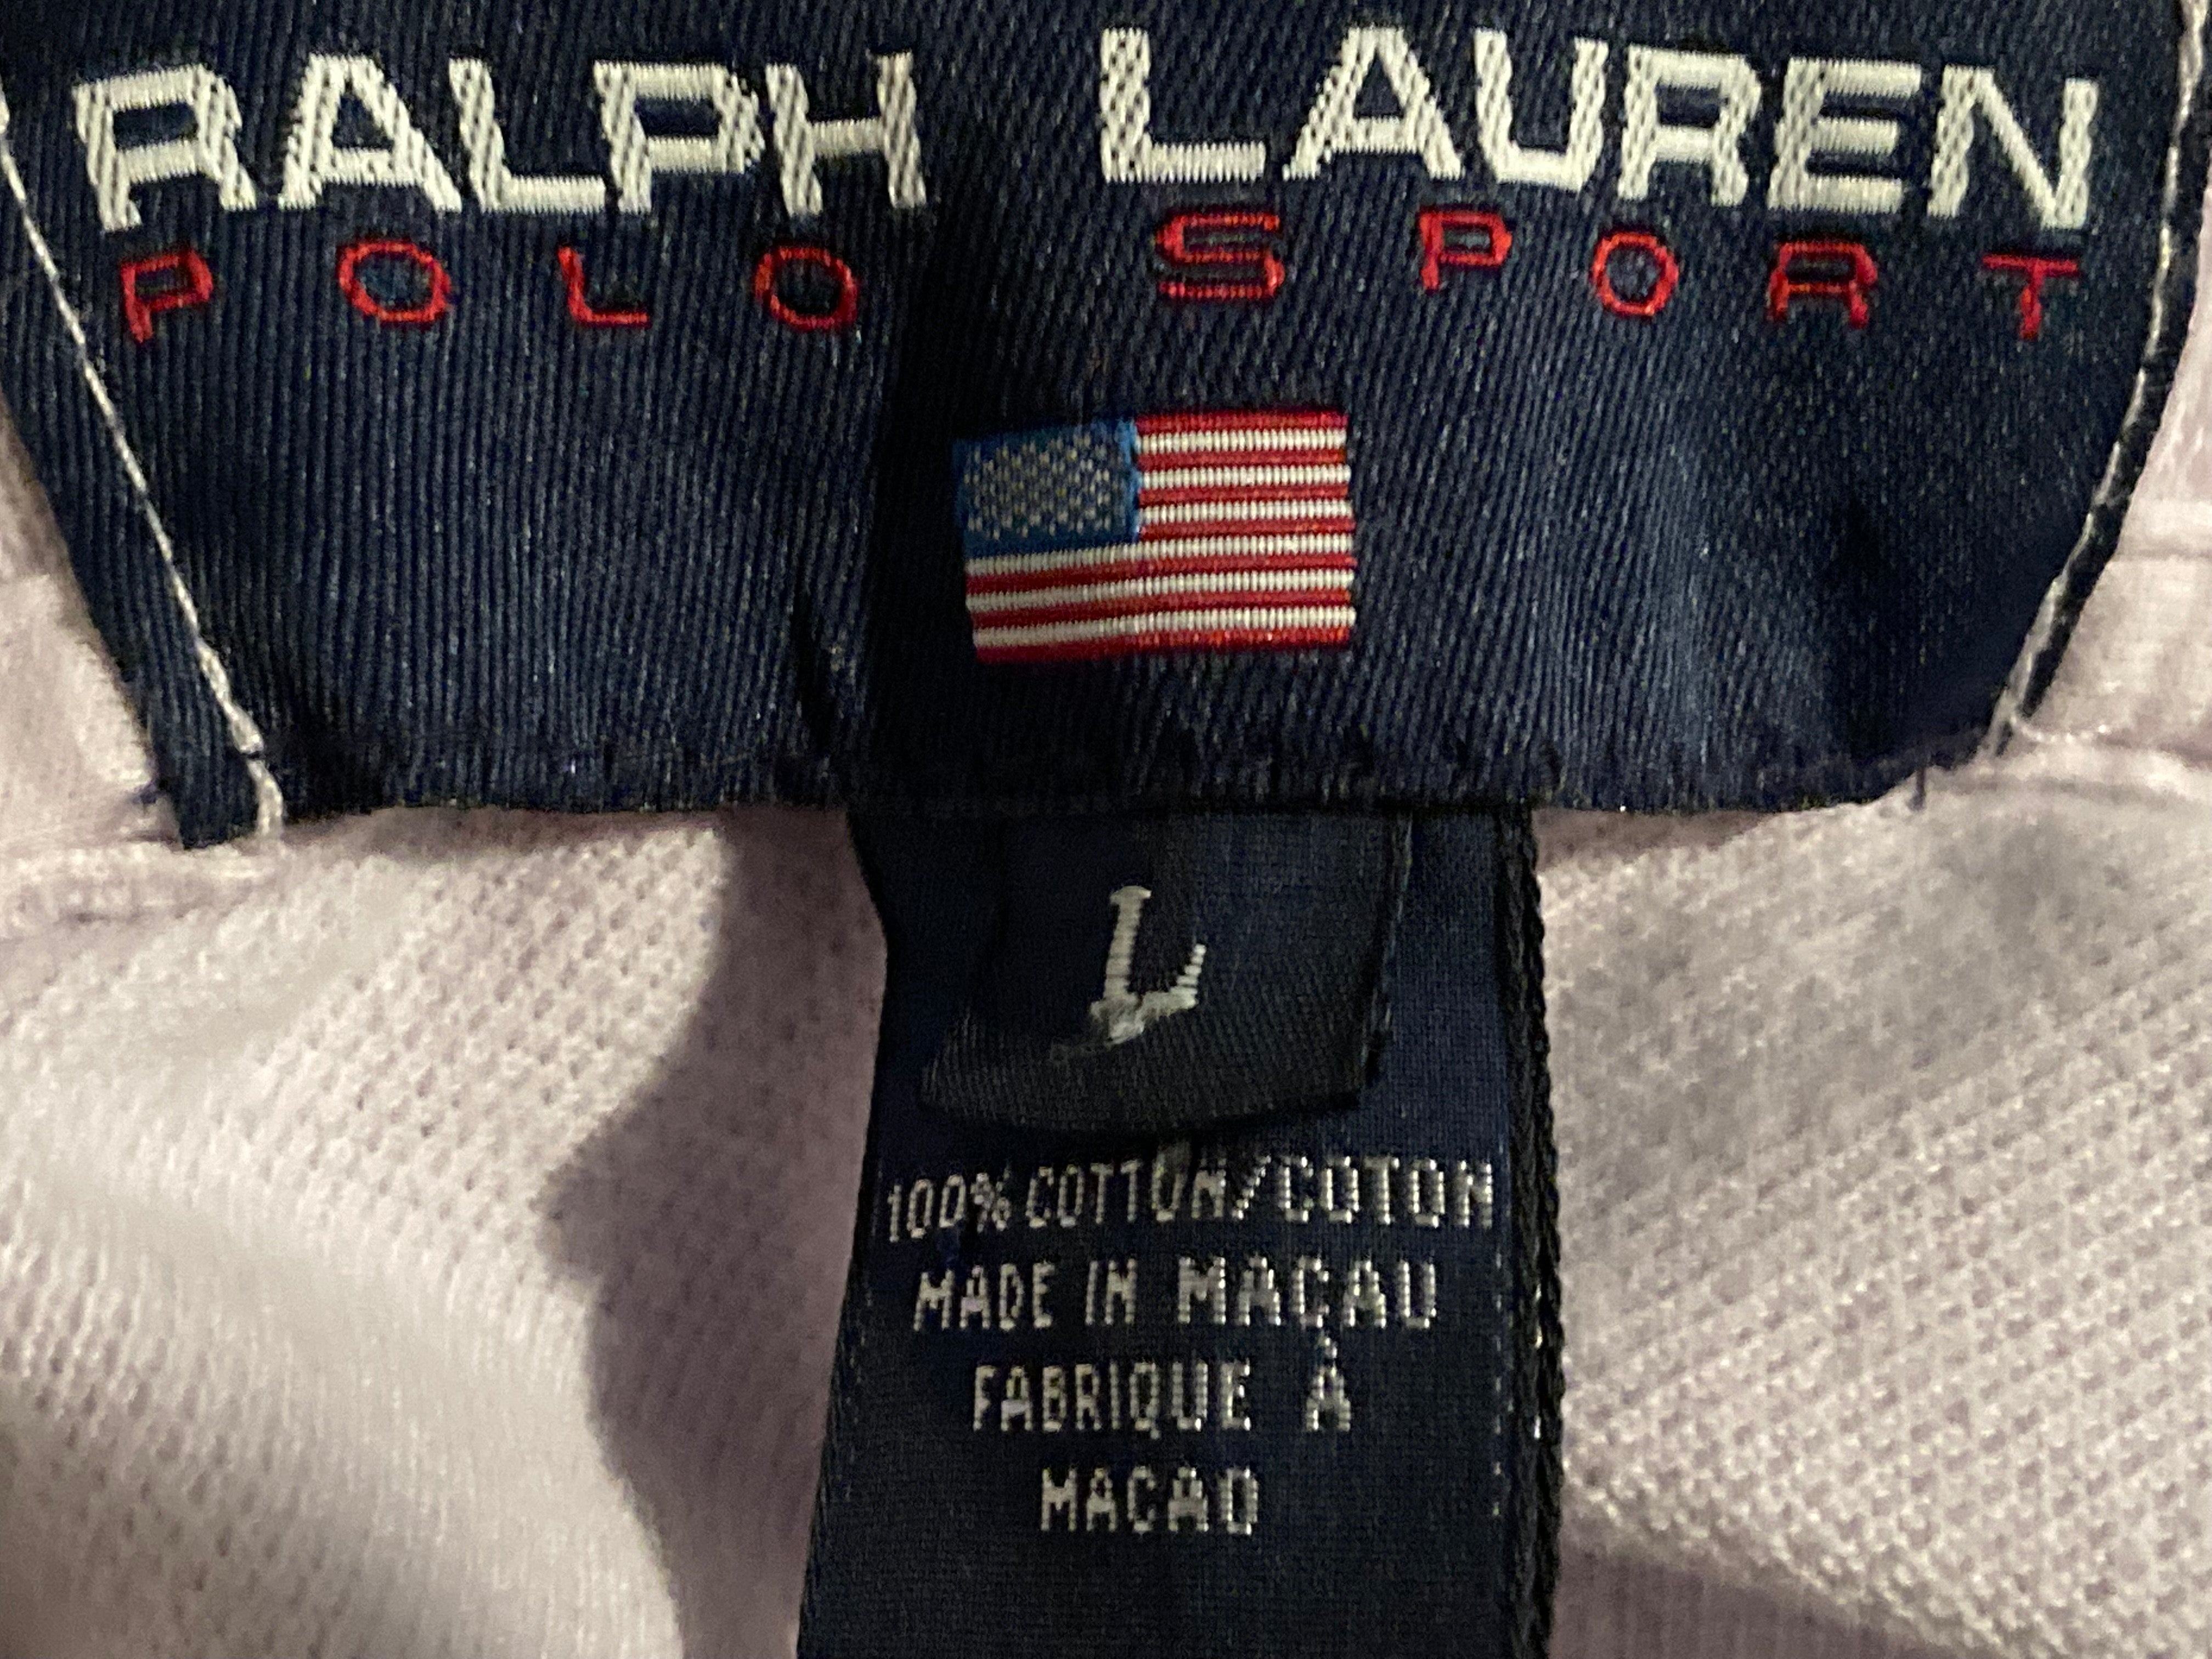 RALPH LAUREN
POLO SPORT
L
100% COTTON/COTON
MADE IN MACAU
FABRIQUE À
MACAO